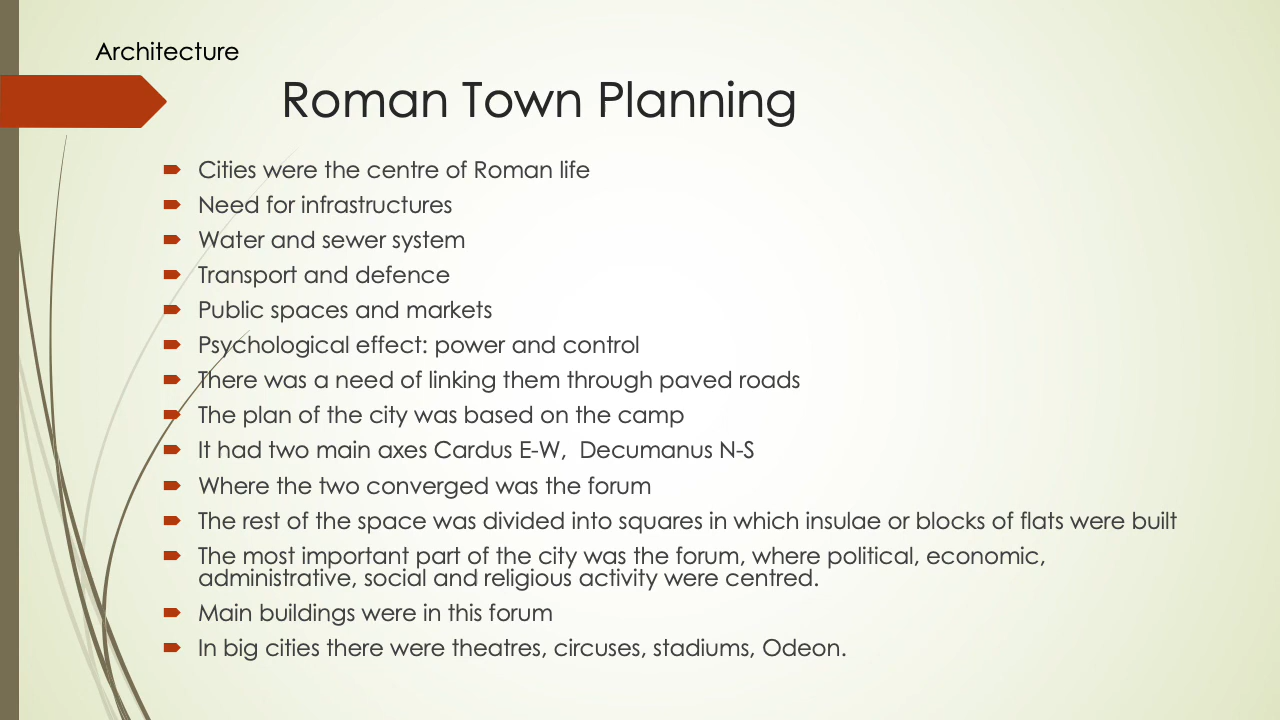 Architecture
Roman Town Planning
Cities were the centre of Roman life
Need for infrastructures
Water and sewer system
Transport and defence
Public spaces and markets
Psychological effect: power and control
There was a need of linking them through paved roads
The plan of the city was based on the camp
It had two main axes Cardus E-W,  Decumanus N-S
Where the two converged was the forum
The rest of the space was divided into squares in which insulae or blocks of flats were built
The most important part of the city was the forum, where political, economic,
administrative, social and religious activity were centred.
Main buildings were in this forum
In big cities there were theatres, circuses, stadiums, Odeon.